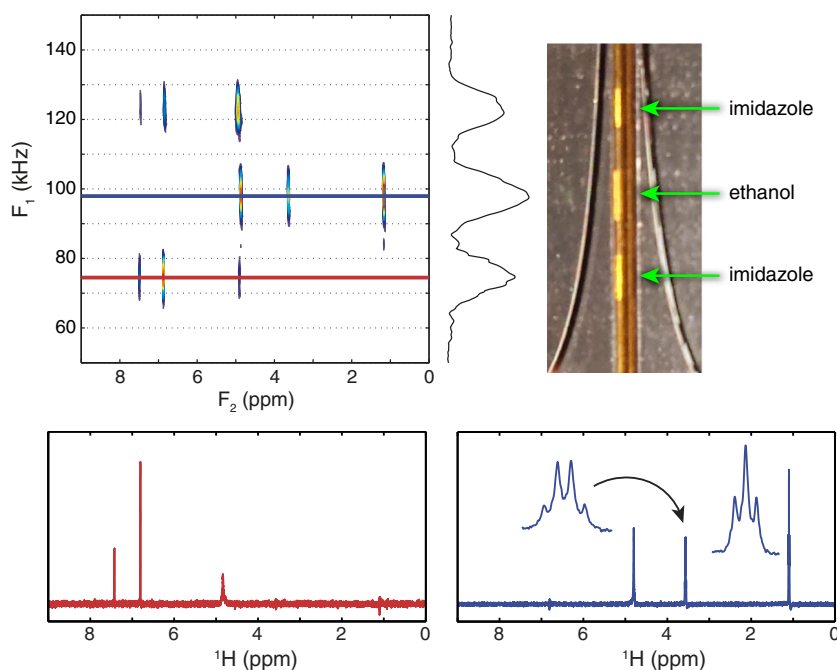 140
120
100
80
60
F1 (kHz)
8 6 4 2 0
F2 (ppm)
imidazole
ethanol
imidazole
8 6 4 2 0
1H (ppm)
8 6 4 2 0
1H (ppm)